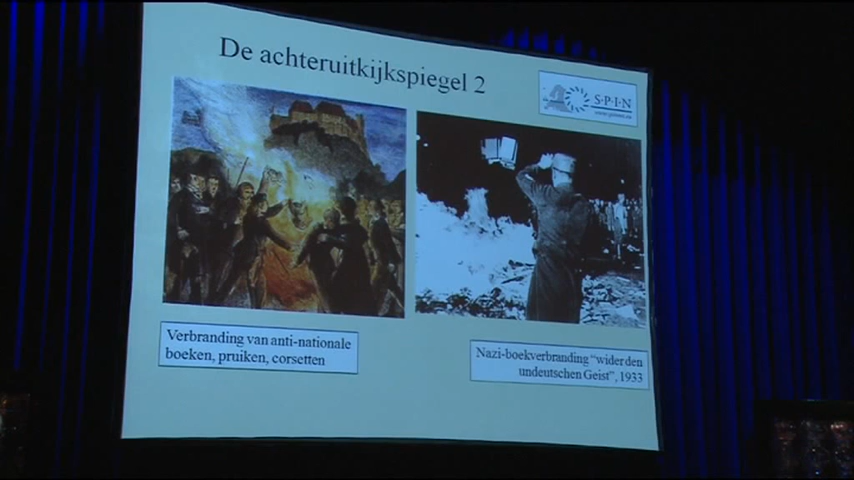 De achteruitkijkspiegel 2
S·P·I·N
Verbranding van anti-nationale
boeken, pruiken, corsetten
Nazi-boekverbranding “wider den
undeutschen Geist”, 1933